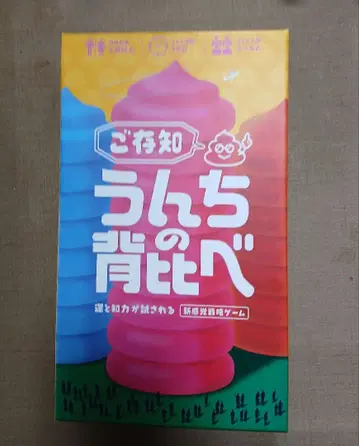 ご存知
うんち
の
背比べ
運と知力が試される
新感覚戦略ゲーム